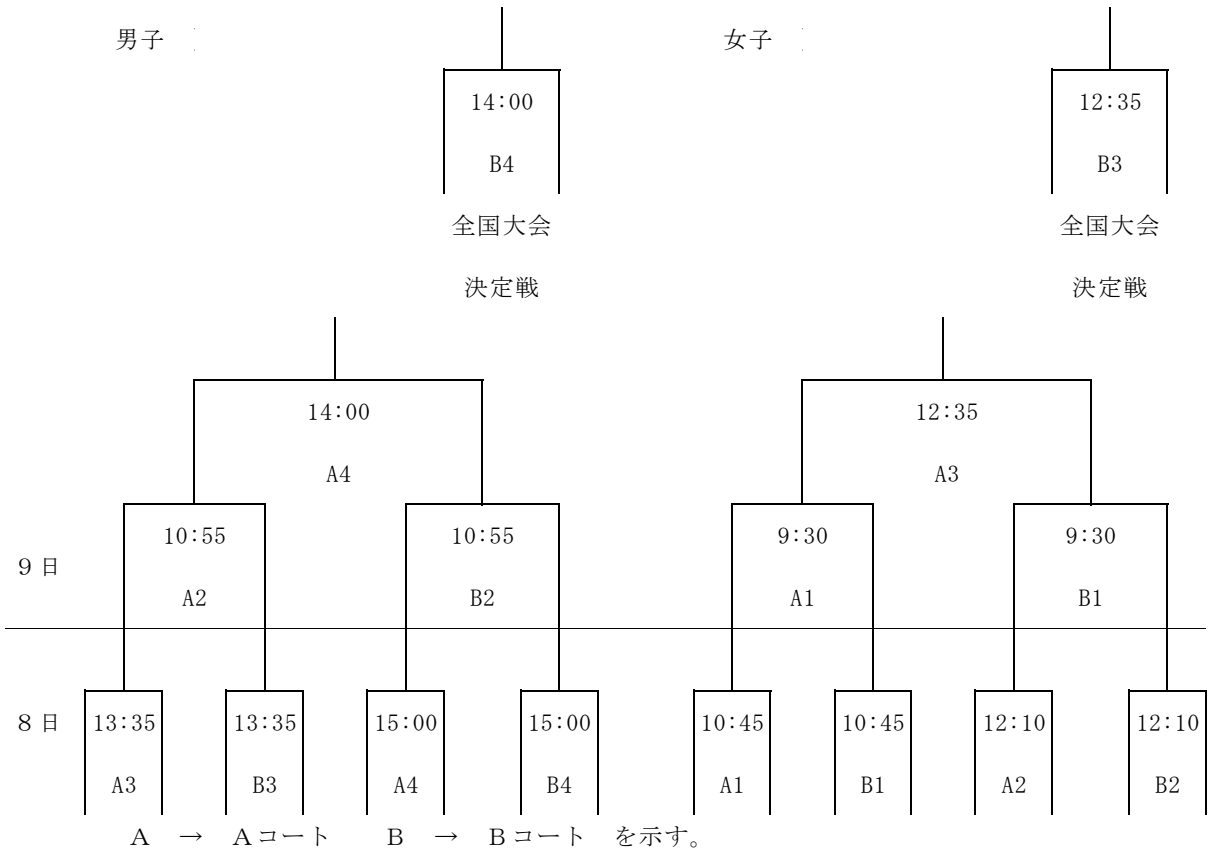 男子 女子
14:00 12:35
B4 B3
全国大会 全国大会
決定戦 決定戦
14:00 12:35
A4 A3
10:55 10:55 9:30 9:30
9日
A2 B2 A1 B1
8日 13:35 13:35 15:00 15:00 10:45 10:45 12:10 12:10
A3 B3 A4 B4 A1 B1 A2 B2
A → Aコート B → Bコート を示す。